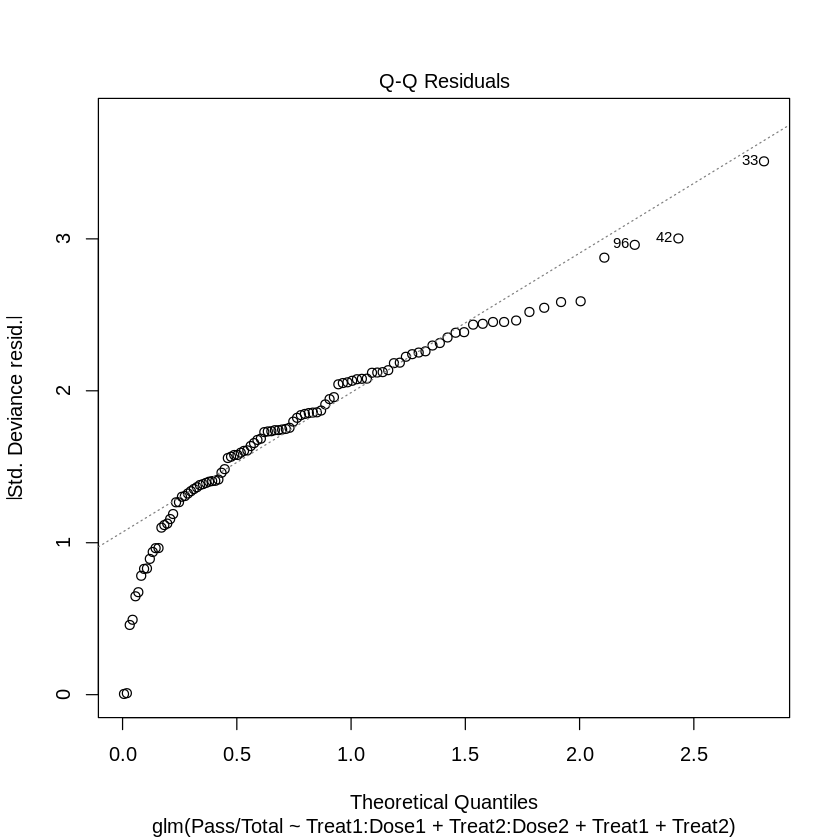 Q-Q Residuals
|Std. Deviance resid.|
3
2
1
0
33
96
42
0.0 0.5 1.0 1.5 2.0 2.5
Theoretical Quantiles
glm(Pass/Total ~ Treat1:Dose1 + Treat2:Dose2 + Treat1 + Treat2)